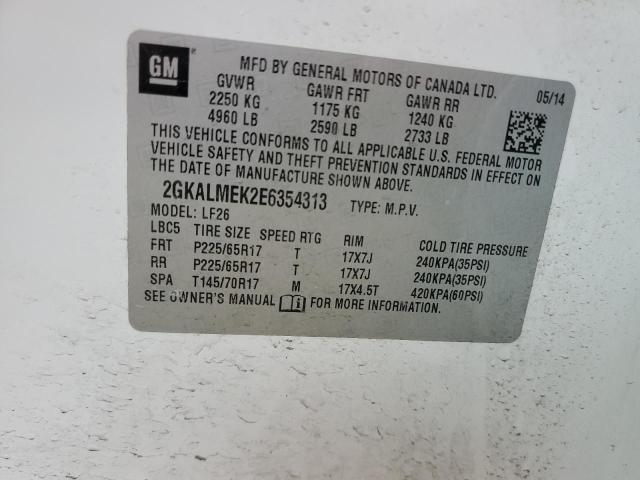 GM ®
MFD BY GENERAL MOTORS OF CANADA LTD.
GVWR GAWR FRT GAWR RR 05/14
2250 KG 1175 KG 1240 KG
4960 LB 2590 LB 2733 LB
THIS VEHICLE CONFORMS TO ALL APPLICABLE U.S. FEDERAL MOTOR
VEHICLE SAFETY AND THEFT PREVENTION STANDARDS IN EFFECT ON
THE DATE OF MANUFACTURE SHOWN ABOVE.
2GKALMEK2E6354313 TYPE: M.P.V.
MODEL: LF26
LBC5 TIRE SIZE SPEED RTG RIM COLD TIRE PRESSURE
FRT P225/65R17 T 17X7J 240KPA(35PSI)
RR P225/65R17 T 17X7J 240KPA(35PSI)
SPA T145/70R17 M 17X4.5T 420KPA(60PSI)
SEE OWNER'S MANUAL i FOR MORE INFORMATION.